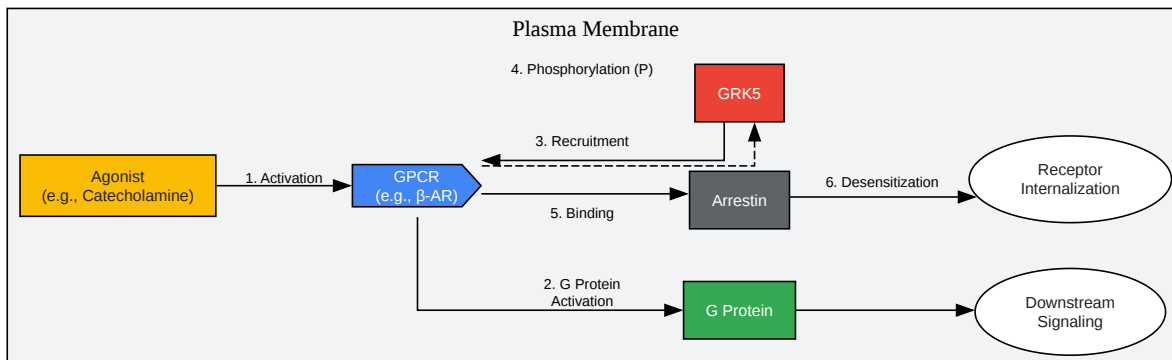 Plasma Membrane
4. Phosphorylation (P)
GRK5
3. Recruitment
Agonist
(e.g., Catecholamine)
1. Activation
GPCR
(e.g., β-AR)
5. Binding
Arrestin
6. Desensitization
Receptor
Internalization
2. G Protein
Activation
G Protein
Downstream
Signaling